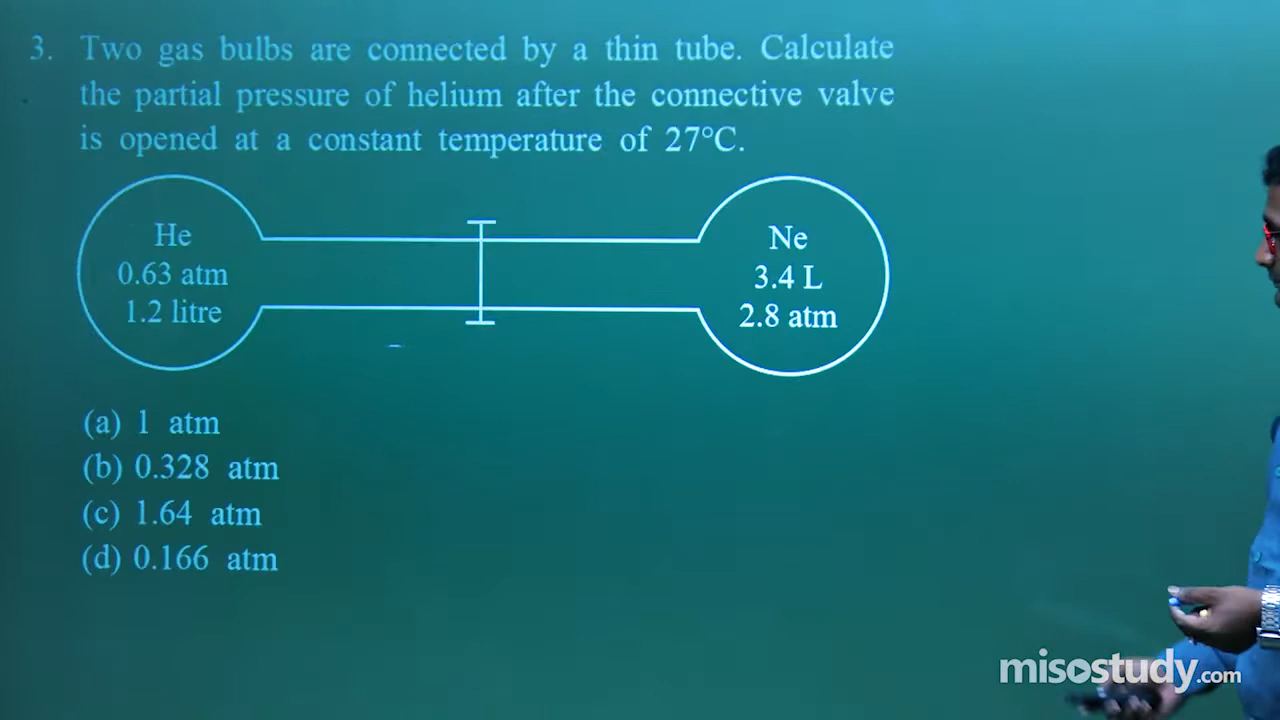 3. Two gas bulbs are connected by a thin tube. Calculate
the partial pressure of helium after the connective valve
is opened at a constant temperature of 27°C.
He
0.63 atm
1.2 litre
Ne
3.4 L
2.8 atm
(a) 1 atm
(b) 0.328 atm
(c) 1.64 atm
(d) 0.166 atm
misostudy.com